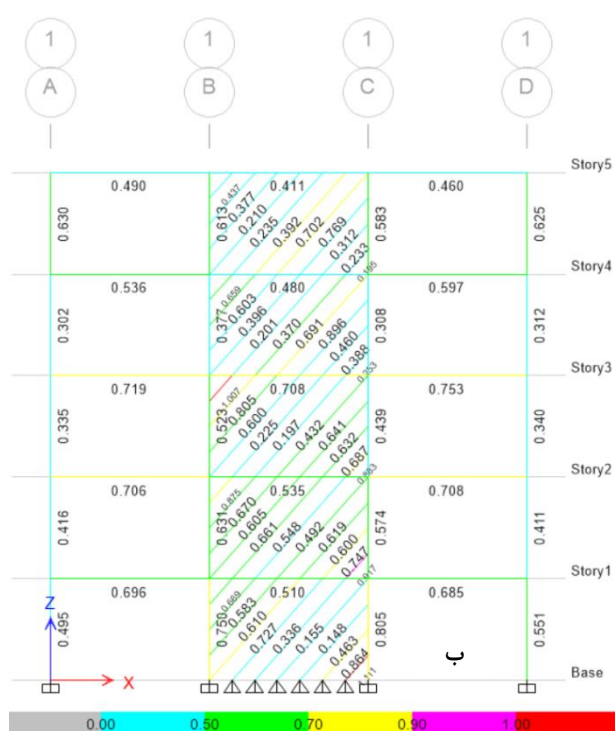 1 1 1 1
A B C D
Story5
0.490 0.411 0.460
0.630 0.613 0.437 0.377 0.210 0.235 0.392 0.702 0.769 0.312 0.233 0.583 0.625
Story4
0.536 0.480 0.597
0.302 0.659 0.603 0.396 0.201 0.370 0.691 0.896 0.460 0.388 0.308 0.312
Story3
0.719 0.708 0.753
0.335 1.007 0.805 0.600 0.225 0.197 0.432 0.641 0.632 0.687 0.439 0.340
Story2
0.706 0.535 0.708
0.416 0.631 0.875 0.670 0.605 0.661 0.548 0.492 0.619 0.600 0.747 0.574 0.411
Story1
0.696 0.510 0.685
0.495 0.750 0.669 0.583 0.610 0.727 0.336 0.155 0.148 0.463 0.864 0.805 0.551
Z
ب
X
Base
0.00 0.50 0.70 0.90 1.00